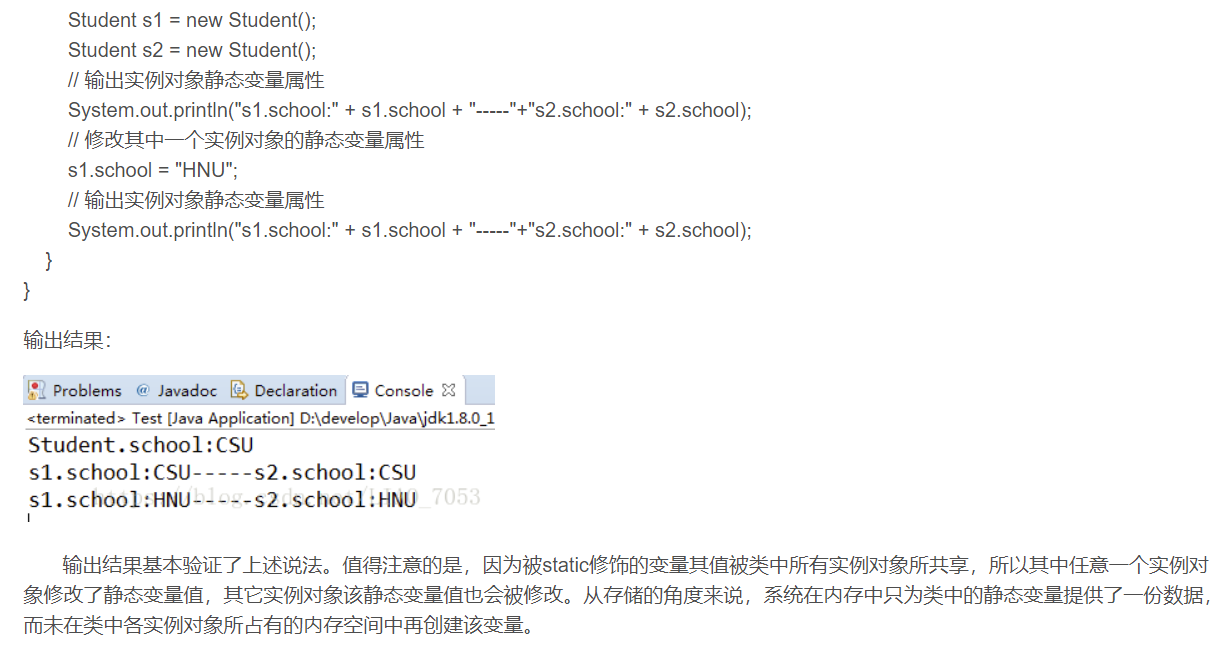 Student s1 = new Student();
Student s2 = new Student();
// 输出实例对象静态变量属性
System.out.println("s1.school:" + s1.school + "-----"+"s2.school:" + s2.school);
// 修改其中一个实例对象的静态变量属性
s1.school = "HNU";
// 输出实例对象静态变量属性
System.out.println("s1.school:" + s1.school + "-----"+"s2.school:" + s2.school);
}
}
输出结果：
Problems @ Javadoc Declaration Console
<terminated> Test [Java Application] D:\develop\Java\jdk1.8.0_1
Student.school:CSU
s1.school:CSU-----s2.school:CSU
s1.school:HNU-----s2.school:HNU
输出结果基本验证了上述说法。值得注意的是，因为被static修饰的变量其值被类中所有实例对象所共享，所以其中任意一个实例对
象修改了静态变量值，其它实例对象该静态变量值也会被修改。从存储的角度来说，系统在内存中只为类中的静态变量提供了一份数据，
而未在类中各实例对象所占有的内存空间中再创建该变量。